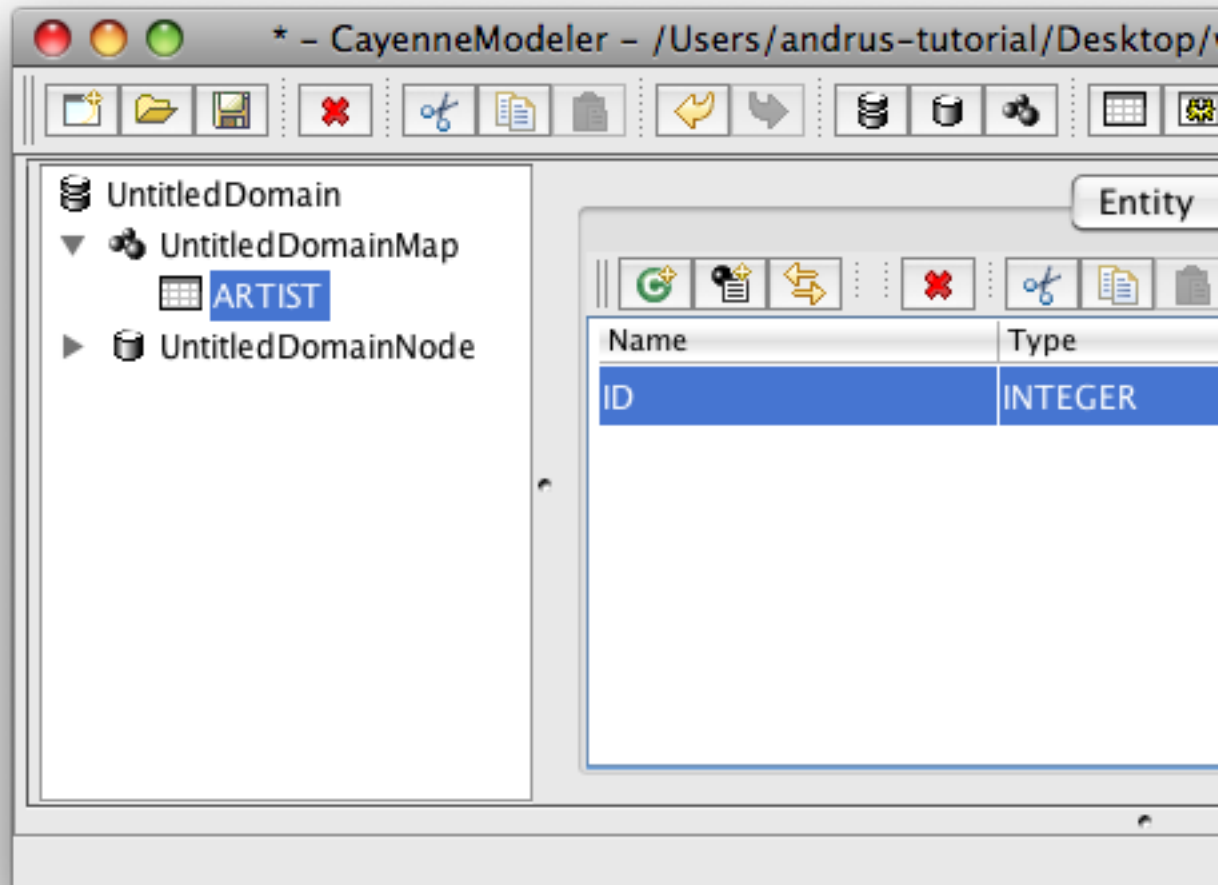 * – CayenneModeler – /Users/andrus-tutorial/Desktop/
UntitledDomain
UntitledDomainMap
ARTIST
UntitledDomainNode
Entity
Name Type
ID INTEGER